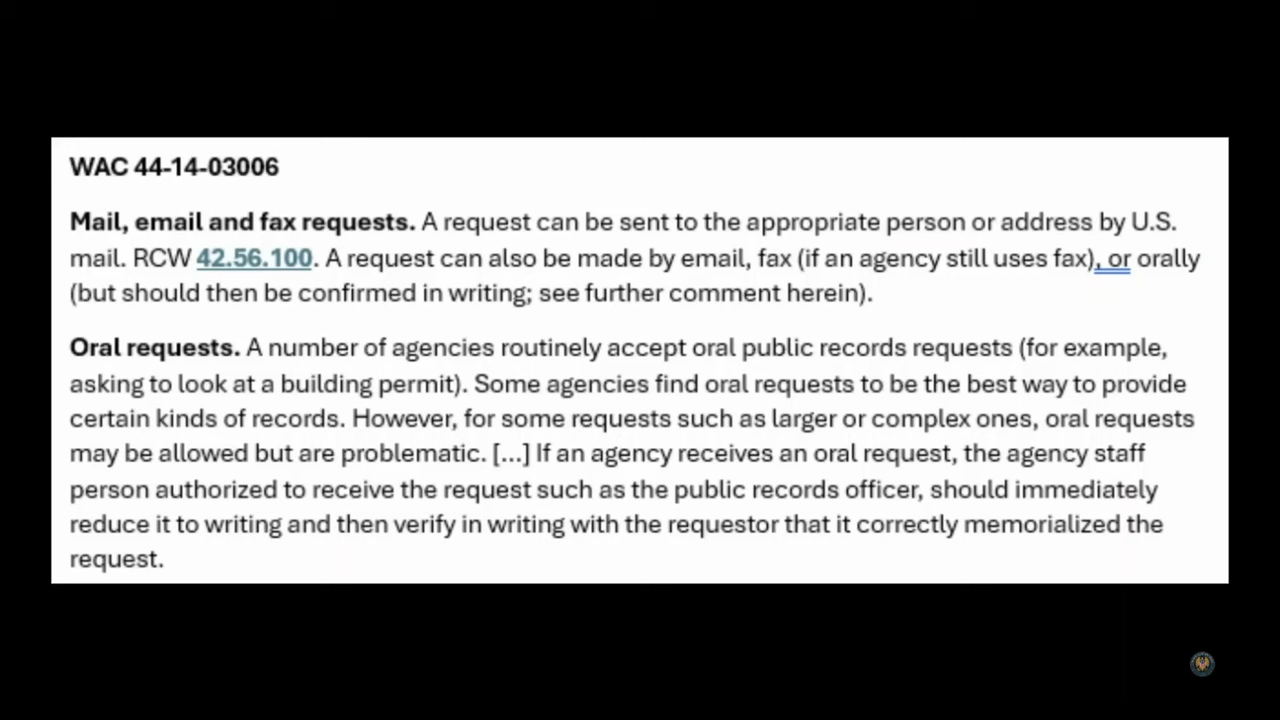 WAC 44-14-03006
Mail, email and fax requests. A request can be sent to the appropriate person or address by U.S.
mail. RCW 42.56.100. A request can also be made by email, fax (if an agency still uses fax), or orally
(but should then be confirmed in writing; see further comment herein).
Oral requests. A number of agencies routinely accept oral public records requests (for example,
asking to look at a building permit). Some agencies find oral requests to be the best way to provide
certain kinds of records. However, for some requests such as larger or complex ones, oral requests
may be allowed but are problematic. [...] If an agency receives an oral request, the agency staff
person authorized to receive the request such as the public records officer, should immediately
reduce it to writing and then verify in writing with the requestor that it correctly memorialized the
request.